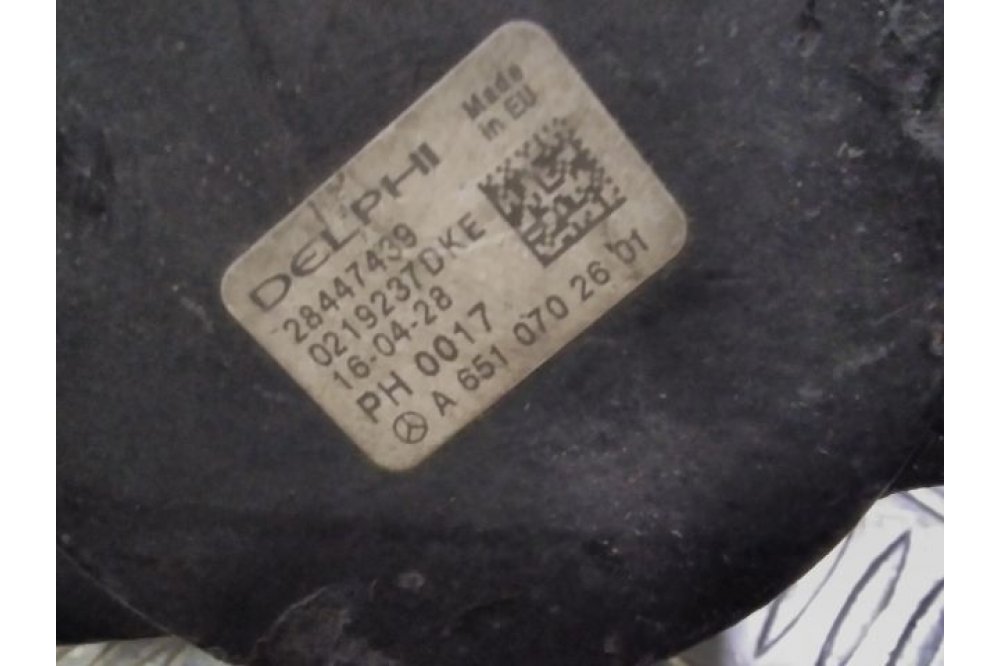 Made
in EU
DELPHI
28447439
0219237DKE
16-04-28
PH 0017
A 651 070 26 01